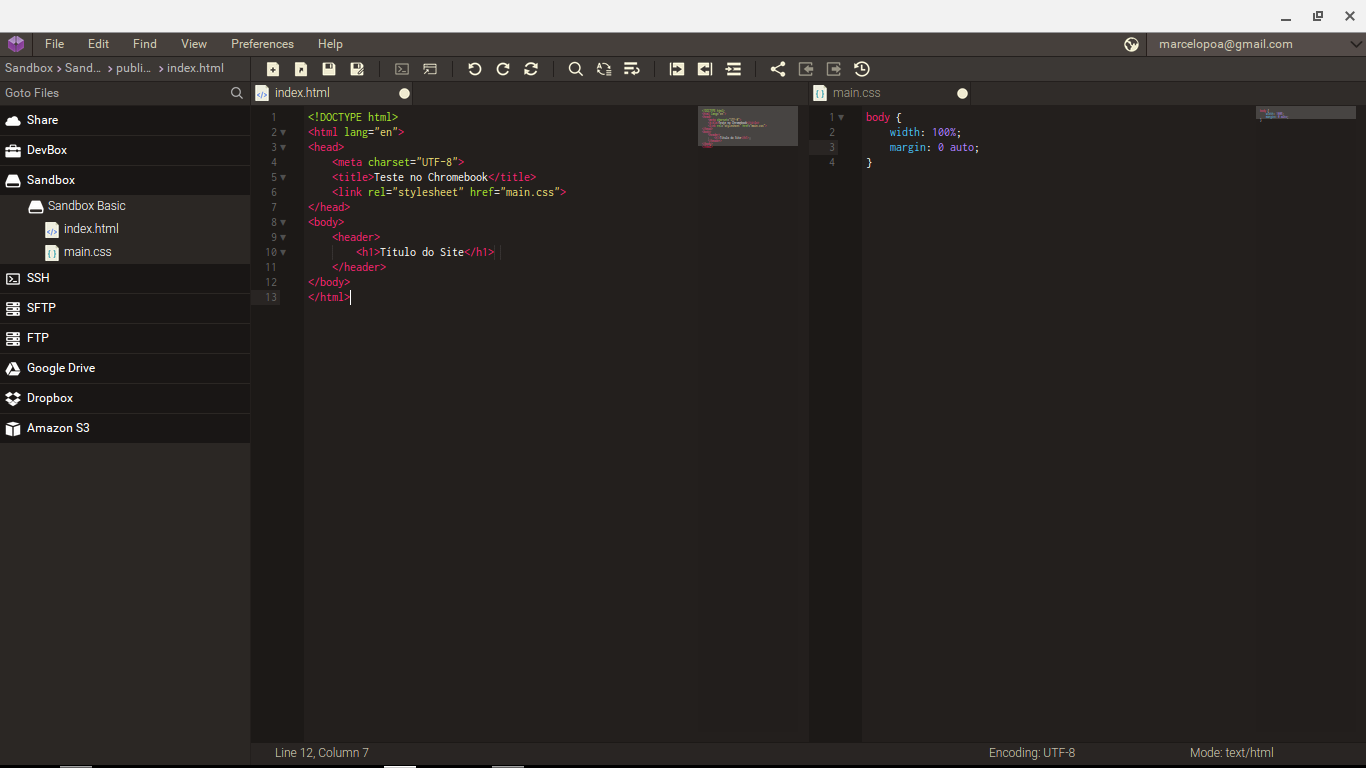 File Edit Find View Preferences Help marcelopoa@gmail.com
Sandbox › Sand... › publi... › index.html
Goto Files
Share
DevBox
Sandbox
Sandbox Basic
index.html
main.css
SSH
SFTP
FTP
Google Drive
Dropbox
Amazon S3
index.html
1 <!DOCTYPE html>
2 <html lang="en">
3 <head>
4 <meta charset="UTF-8">
5 <title>Teste no Chromebook</title>
6 <link rel="stylesheet" href="main.css">
7 </head>
8 <body>
9 <header>
10 <h1>Título do Site</h1>
11 </header>
12 </body>
13 </html>
main.css
1 body {
2 width: 100%;
3 margin: 0 auto;
4 }
Line 12, Column 7 Encoding: UTF-8 Mode: text/html